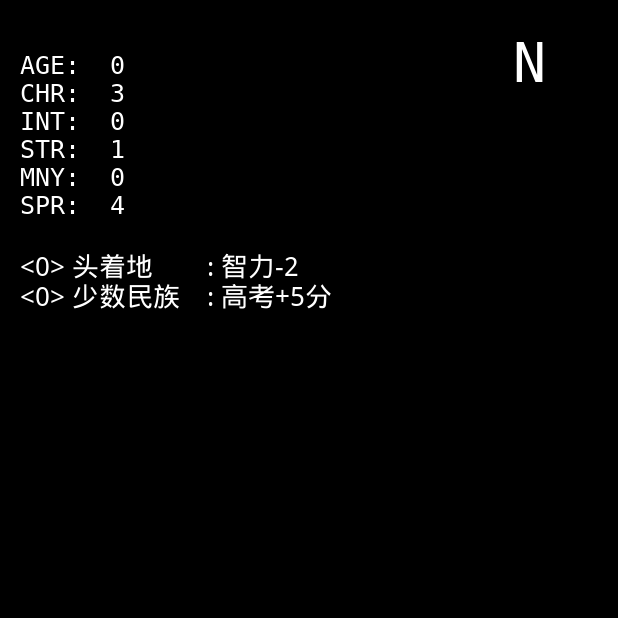 N
AGE: 0
CHR: 3
INT: 0
STR: 1
MNY: 0
SPR: 4
<O> 头着地 : 智力-2
<O> 少数民族 : 高考+5分